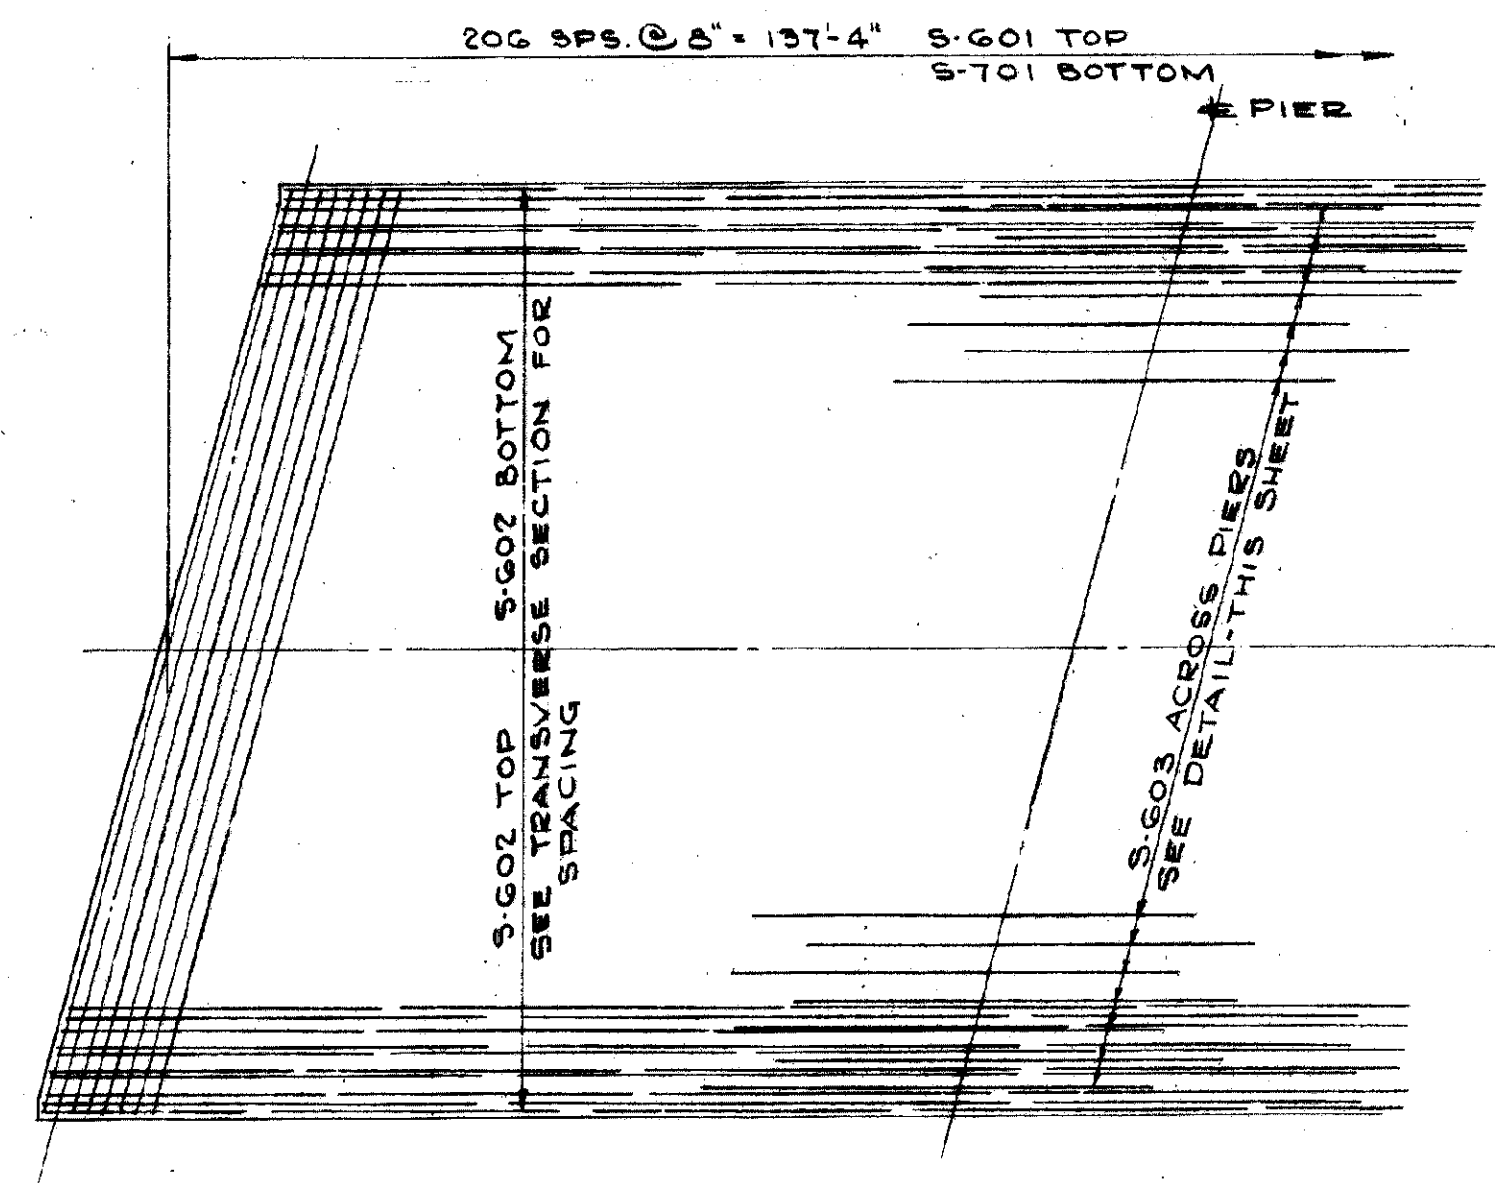 206 SPS. @ 8" = 137'-4" S-601 TOP
S-701 BOTTOM
℄ PIER
S-602 TOP S-602 BOTTOM
SEE TRANSVERSE SECTION FOR
SPACING
S-603 ACROSS PIERS
SEE DETAIL-THIS SHEET